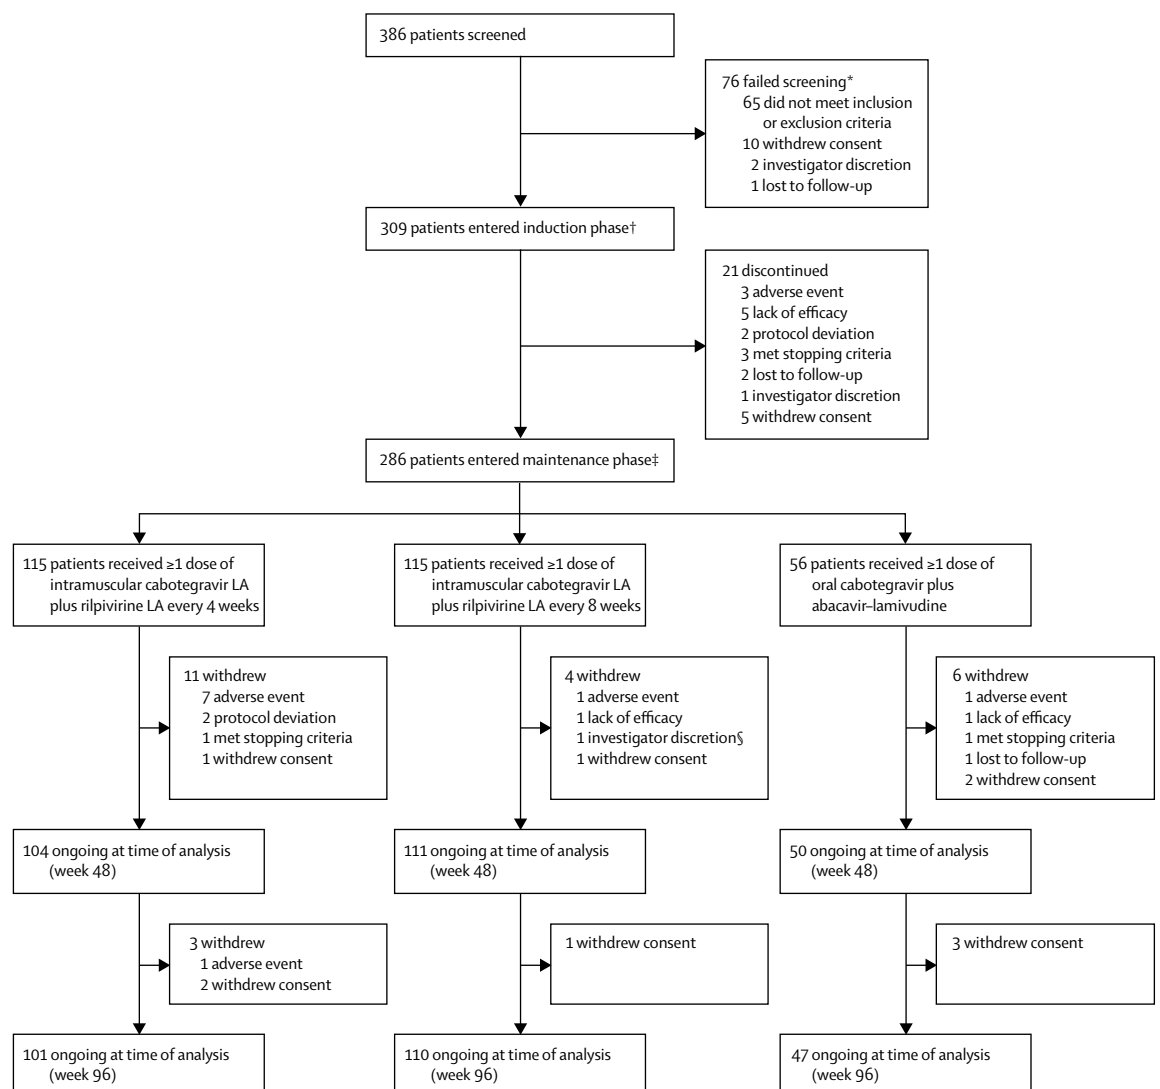 386 patients screened
76 failed screening*
65 did not meet inclusion
or exclusion criteria
10 withdrew consent
2 investigator discretion
1 lost to follow-up
309 patients entered induction phase†
21 discontinued
3 adverse event
5 lack of efficacy
2 protocol deviation
3 met stopping criteria
2 lost to follow-up
1 investigator discretion
5 withdrew consent
286 patients entered maintenance phase‡
115 patients received ≥1 dose of
intramuscular cabotegravir LA
plus rilpivirine LA every 4 weeks
115 patients received ≥1 dose of
intramuscular cabotegravir LA
plus rilpivirine LA every 8 weeks
56 patients received ≥1 dose of
oral cabotegravir plus
abacavir–lamivudine
11 withdrew
7 adverse event
2 protocol deviation
1 met stopping criteria
1 withdrew consent
4 withdrew
1 adverse event
1 lack of efficacy
1 investigator discretion§
1 withdrew consent
6 withdrew
1 adverse event
1 lack of efficacy
1 met stopping criteria
1 lost to follow-up
2 withdrew consent
104 ongoing at time of analysis
(week 48)
111 ongoing at time of analysis
(week 48)
50 ongoing at time of analysis
(week 48)
3 withdrew
1 adverse event
2 withdrew consent
1 withdrew consent
3 withdrew consent
101 ongoing at time of analysis
(week 96)
110 ongoing at time of analysis
(week 96)
47 ongoing at time of analysis
(week 96)